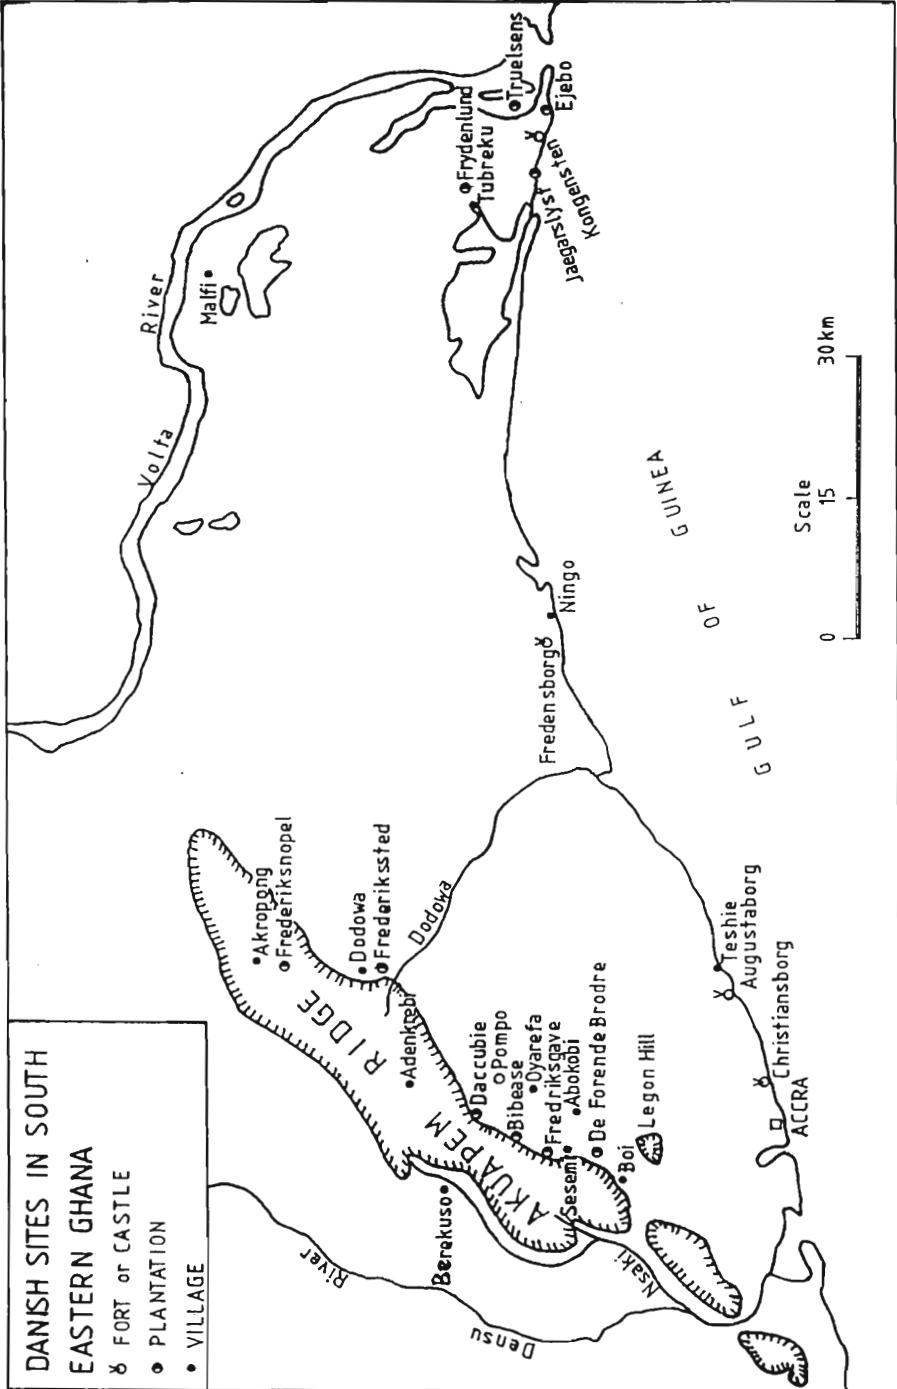 DANISH SITES IN SOUTH
EASTERN GHANA
FORT or CASTLE
PLANTATION
VILLAGE
River
Volta
Malfi
Frydenlund
Tubreku
Truelsens
Ejebo
Jaegarslyst
Kongensten
Akropong
Frederiksnopel
Dodowa
Frederikssted
Dodowa
Adenkrebi
AKUAPEM
RIDGE
Daccubie
Pompo
Bibease
Oyarefa
Fredriksgave
Abokobi
Sesemi
De Forende Brodre
Boi
Legon Hill
Berekuso
River
Densu
Nsaki
Fredensborg
Ningo
Teshie
Augustaborg
Christiansborg
ACCRA
GULF OF GUINEA
Scale
0 15 30km